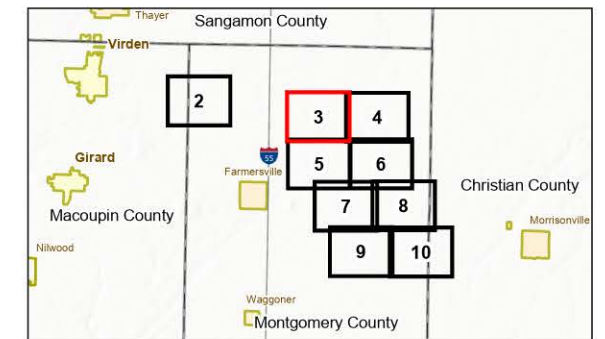 Thayer
Sangamon County
Virden
2
3
4
55
Girard
Farmersville
5
6
Christian County
Macoupin County
7
8
Morrisonville
Nilwood
9
10
Waggoner
Montgomery County